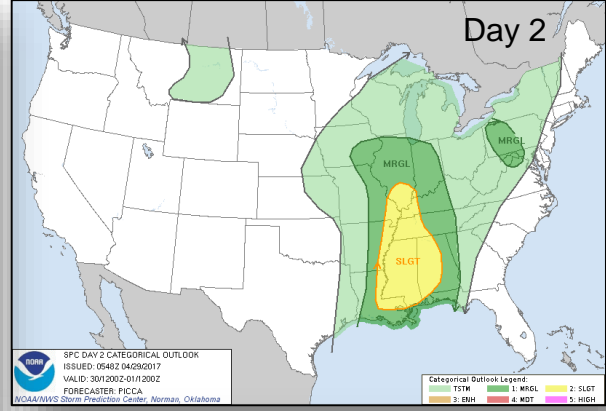 Day 2
MRGL
MRGL
SLGT
NOAA
SPC DAY 2 CATEGORICAL OUTLOOK
ISSUED: 0548Z 04/29/2017
VALID: 30/1200Z-01/1200Z
FORECASTER: PICCA
NOAA/NWS Storm Prediction Center, Norman, Oklahoma
Categorical Outlook Legend:
TSTM 1: MRGL 2: SLGT
3: ENH 4: MDT 5: HIGH